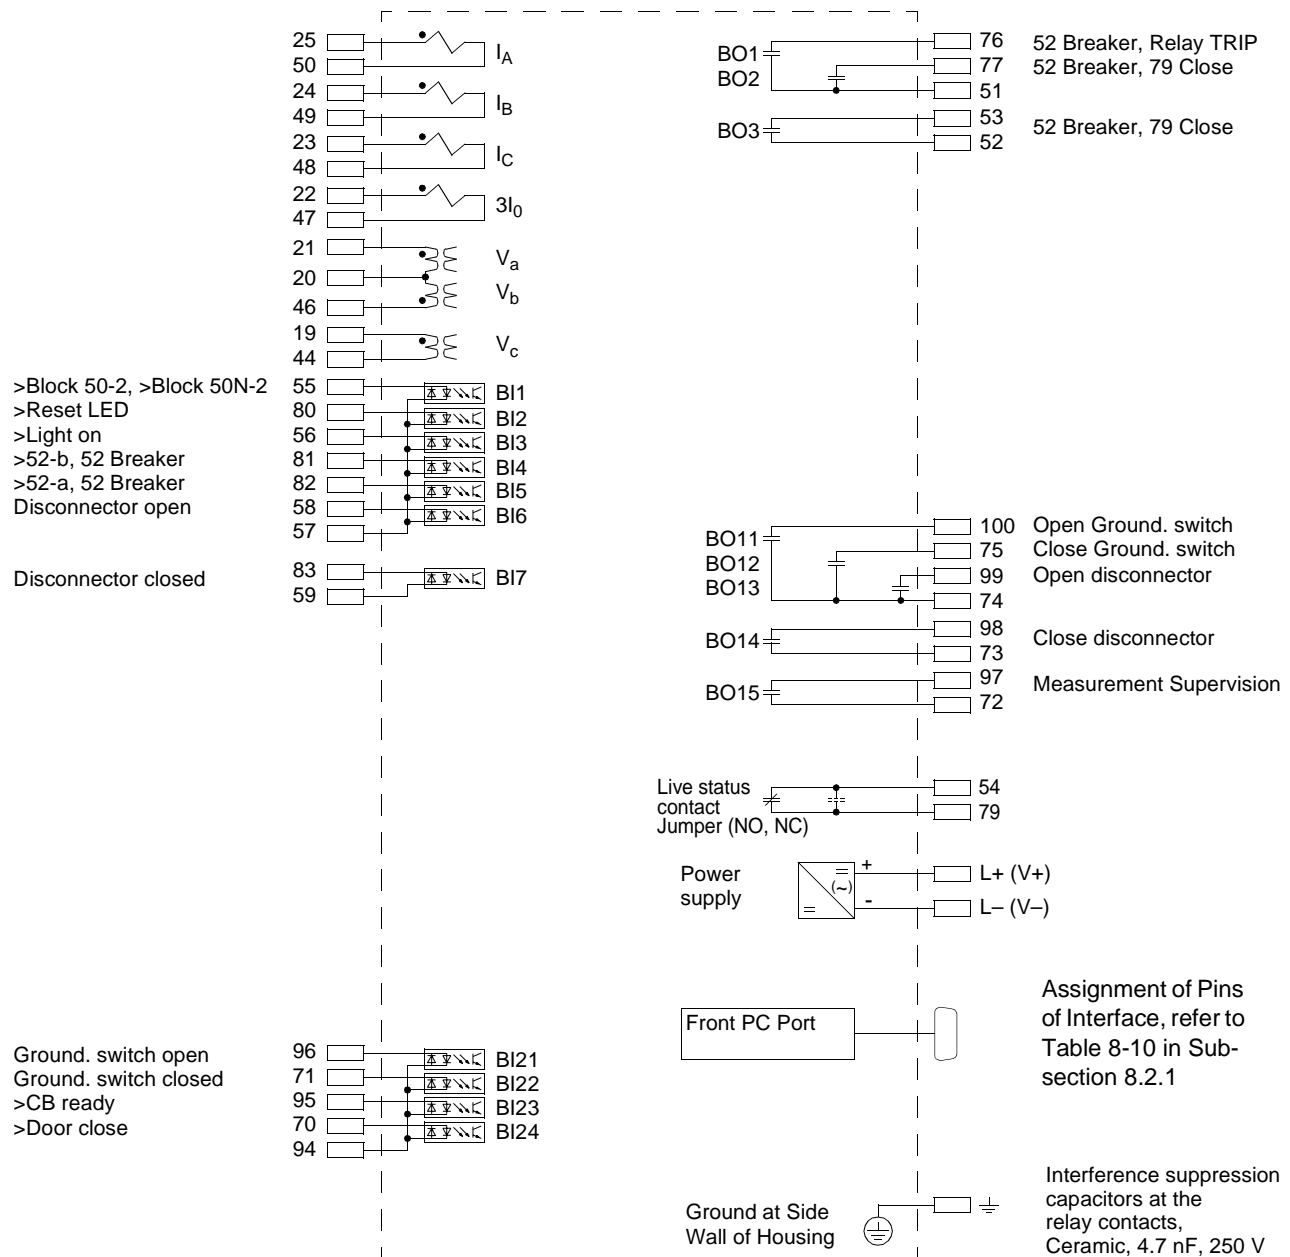 25
50
I_A
24
49
I_B
23
48
I_C
22
47
3I_0
21
20
46
V_a
V_b
19
44
V_c
>Block 50-2, >Block 50N-2 55 BI1
>Reset LED 80 BI2
>Light on 56 BI3
>52-b, 52 Breaker 81 BI4
>52-a, 52 Breaker 82 BI5
Disconnector open 58 BI6
57
Disconnector closed 83 BI7
59
Ground. switch open 96 BI21
Ground. switch closed 71 BI22
>CB ready 95 BI23
>Door close 70 BI24
94
BO1 76 52 Breaker, Relay TRIP
BO2 77 52 Breaker, 79 Close
51
BO3 53 52 Breaker, 79 Close
52
BO11 100 Open Ground. switch
BO12 75 Close Ground. switch
BO13 99 Open disconnector
74
BO14 98 Close disconnector
73
BO15 97 Measurement Supervision
72
Live status
contact
Jumper (NO, NC)
54
79
Power
supply
=
(~)
=
+
-
L+ (V+)
L– (V–)
Front PC Port
Assignment of Pins
of Interface, refer to
Table 8-10 in Sub-
section 8.2.1
Ground at Side
Wall of Housing
Interference suppression
capacitors at the
relay contacts,
Ceramic, 4.7 nF, 250 V